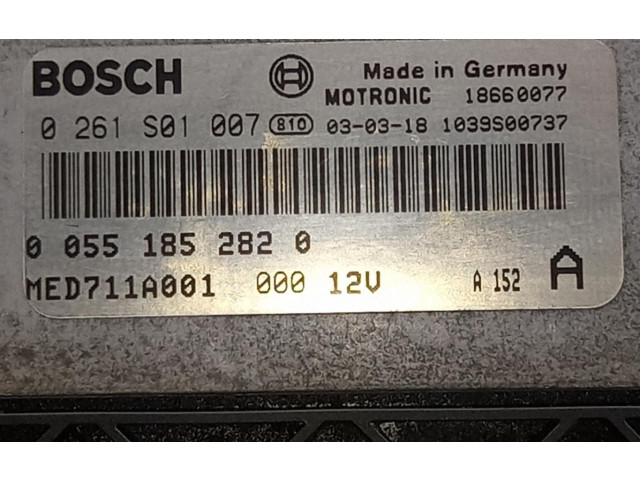 BOSCH Made in Germany
MOTRONIC 18660077
0 261 S01 007 810 03-03-18 1039S00737
0 055 185 282 0
MED711A001 000 12V A 152 A